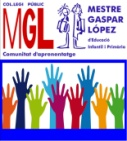 COL.LEGI PÚBLIC
MGL
MESTRE
GASPAR
LÓPEZ
d'Educació
Infantil i Primària
Comunitat d'aprenentatge